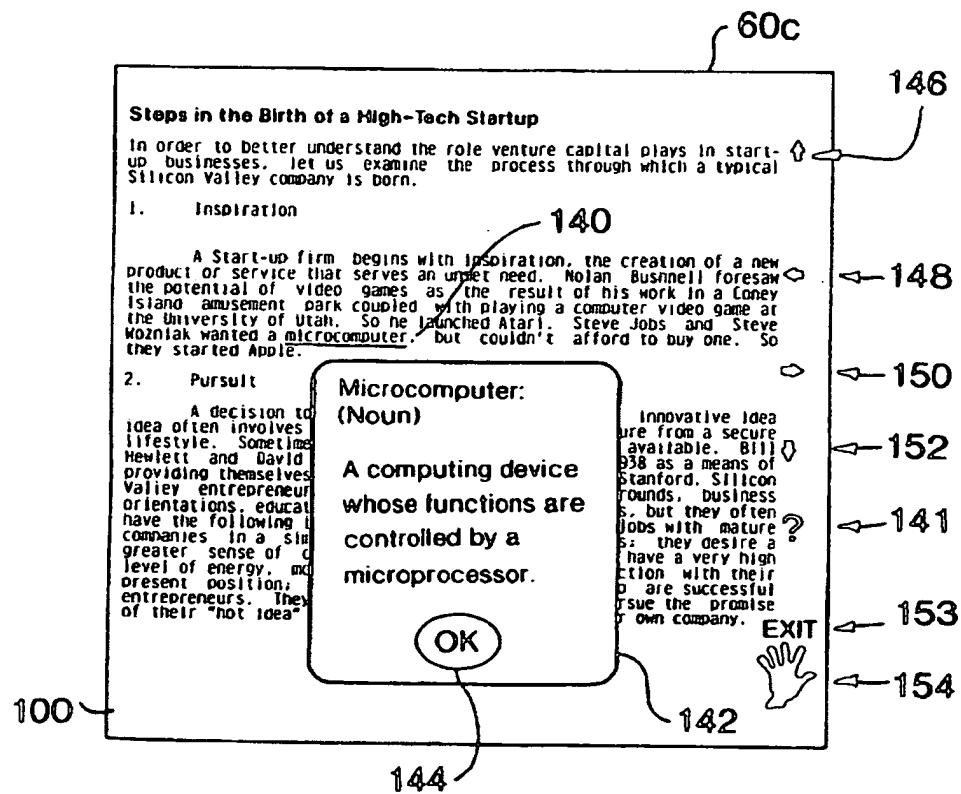 60c
146
Steps in the Birth of a High-Tech Startup
In order to better understand the role venture capital plays in start-
up businesses, let us examine the process through which a typical
Silicon Valley company is born.
1. Inspiration
140
A Start-up firm begins with inspiration, the creation of a new
product or service that serves an unmet need. Nolan Bushnell foresaw
148
the potential of video games as the result of his work in a Coney
Island amusement park coupled with playing a computer video game at
the University of Utah. So he launched Atari. Steve Jobs and Steve
Wozniak wanted a microcomputer, but couldn't afford to buy one. So
they started Apple.
150
2. Pursuit
Microcomputer:
(Noun)
A computing device
whose functions are
controlled by a
microprocessor.
OK
A decision to innovative idea
idea often involves ure from a secure
lifestyle. Sometime available. Bill
152
Hewlett and David 938 as a means of
providing themselves Stanford. Silicon
Valley entrepreneur rounds, business
orientations, educat s, but they often
have the following jobs with mature
?
141
companies in a si s; they desire a
greater sense of have a very high
level of energy, ction with their
present position; are successful
entrepreneurs. They rsue the promise
of their "hot idea" own company.
EXIT
153
154
100
142
144